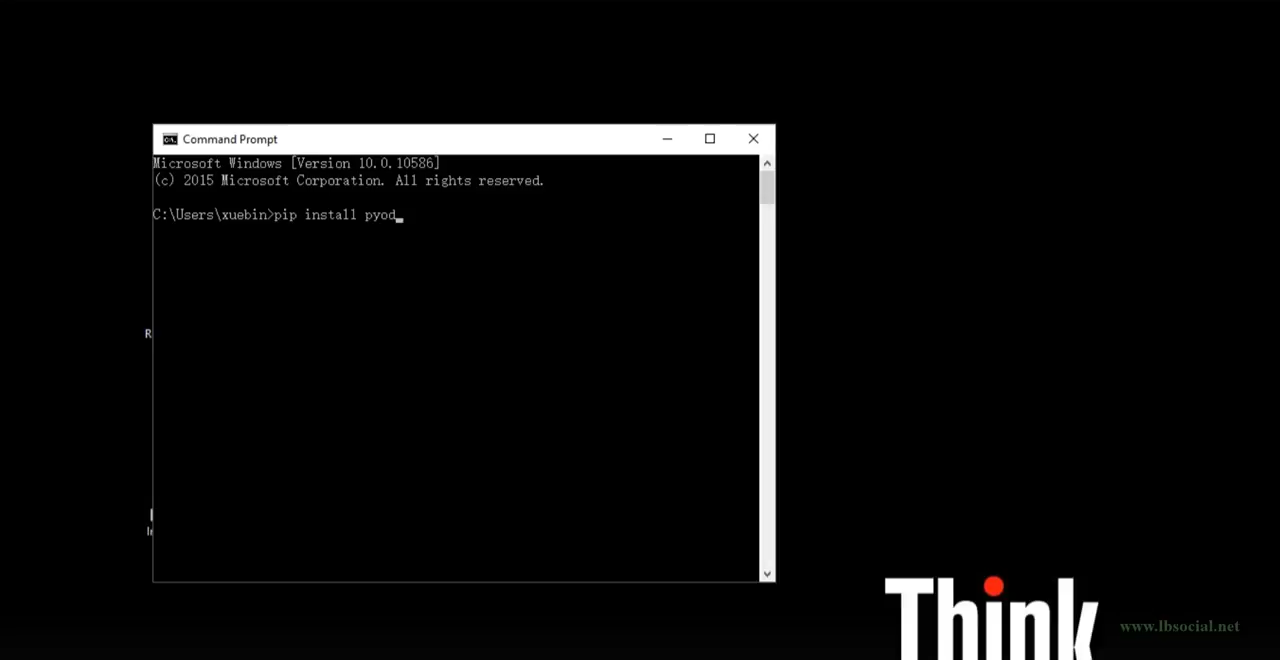 Command Prompt
Microsoft Windows [Version 10.0.10586]
(c) 2015 Microsoft Corporation. All rights reserved.
C:\Users\xuebin>pip install pyod_
R
Think
www.lbsocial.net